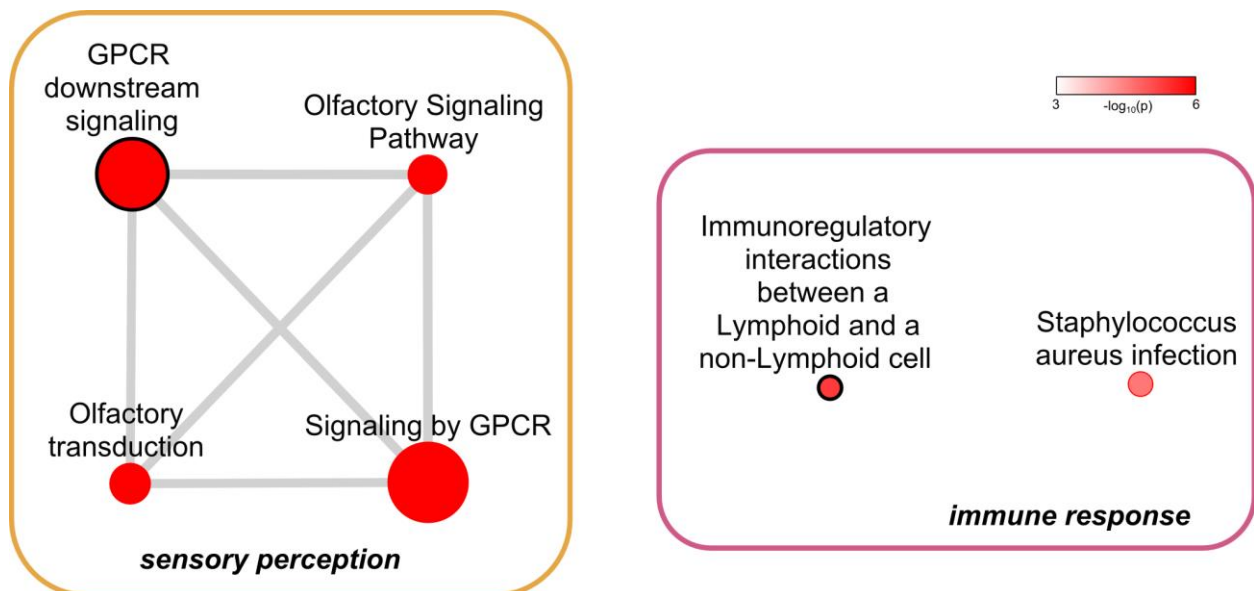 GPCR
downstream
signaling
Olfactory Signaling
Pathway
Olfactory
transduction
Signaling by GPCR
sensory perception
3
-log₁₀(p)
6
Immunoregulatory
interactions
between a
Lymphoid and a
non-Lymphoid cell
Staphylococcus
aureus infection
immune response